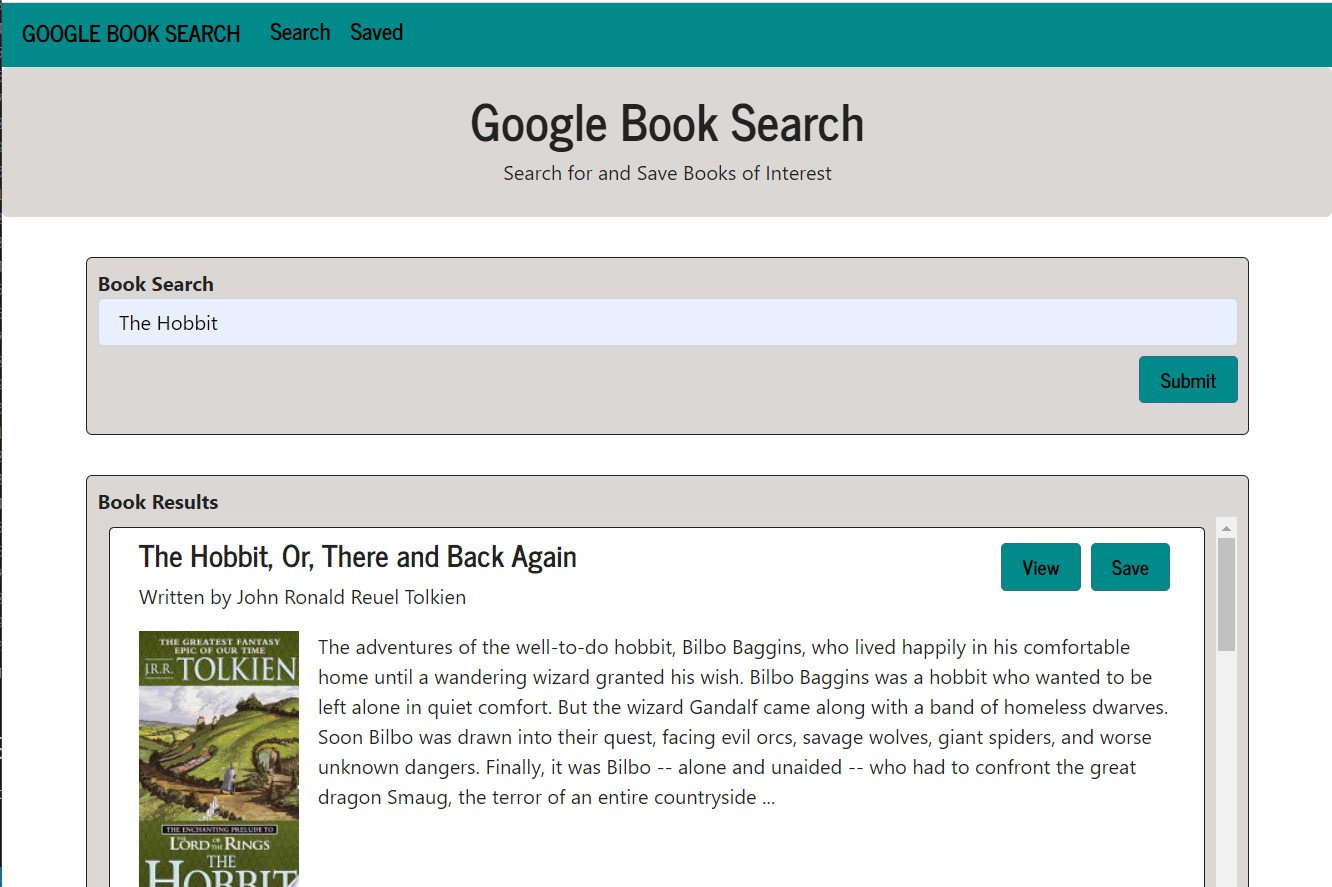 GOOGLE BOOK SEARCH Search Saved
Google Book Search
Search for and Save Books of Interest
Book Search
The Hobbit
Submit
Book Results
The Hobbit, Or, There and Back Again
View Save
Written by John Ronald Reuel Tolkien
THE GREATEST FANTASY
EPIC OF OUR TIME
J.R.R. TOLKIEN
THE ENCHANTING PRELUDE TO
THE LORD OF THE RINGS
THE
HOBBIT
The adventures of the well-to-do hobbit, Bilbo Baggins, who lived happily in his comfortable
home until a wandering wizard granted his wish. Bilbo Baggins was a hobbit who wanted to be
left alone in quiet comfort. But the wizard Gandalf came along with a band of homeless dwarves.
Soon Bilbo was drawn into their quest, facing evil orcs, savage wolves, giant spiders, and worse
unknown dangers. Finally, it was Bilbo -- alone and unaided -- who had to confront the great
dragon Smaug, the terror of an entire countryside ...